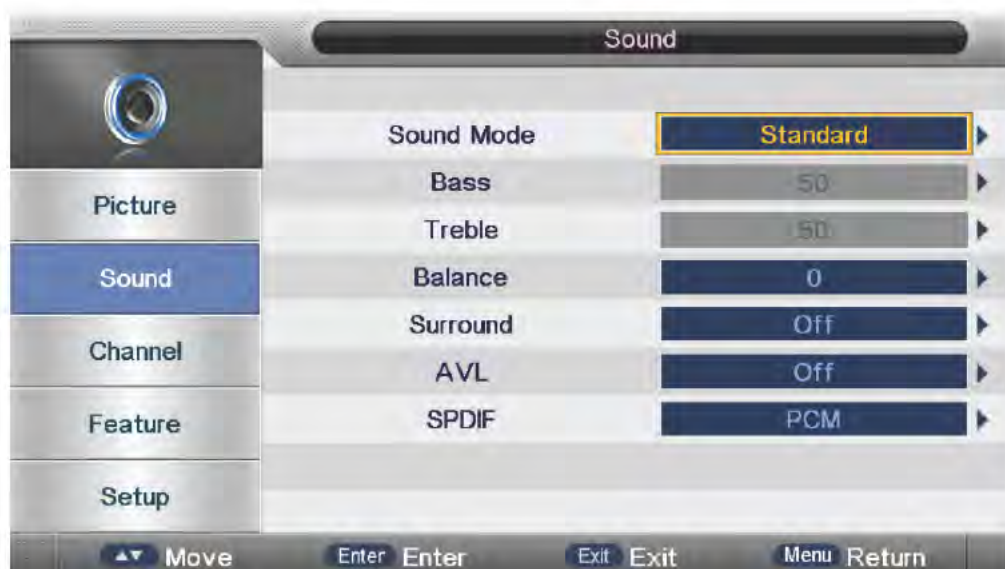 Sound
Sound Mode Standard
Bass 50
Treble 50
Balance 0
Surround Off
AVL Off
SPDIF PCM
Picture
Sound
Channel
Feature
Setup
▲▼ Move Enter Enter Exit Exit Menu Return